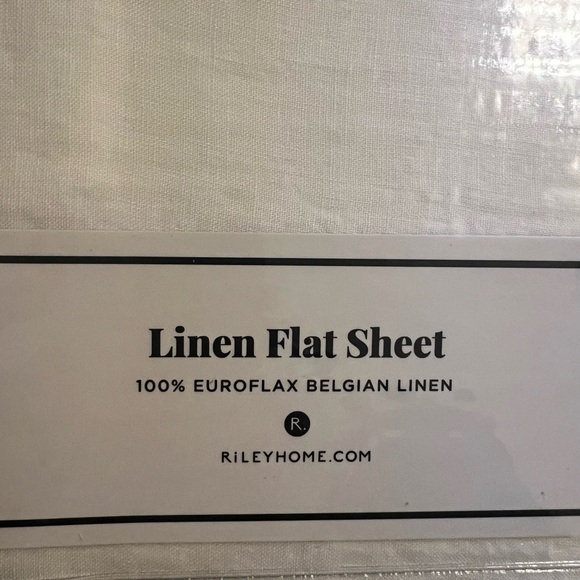 Linen Flat Sheet
100% EUROFLAX BELGIAN LINEN
R.
RiLEYHOME.COM